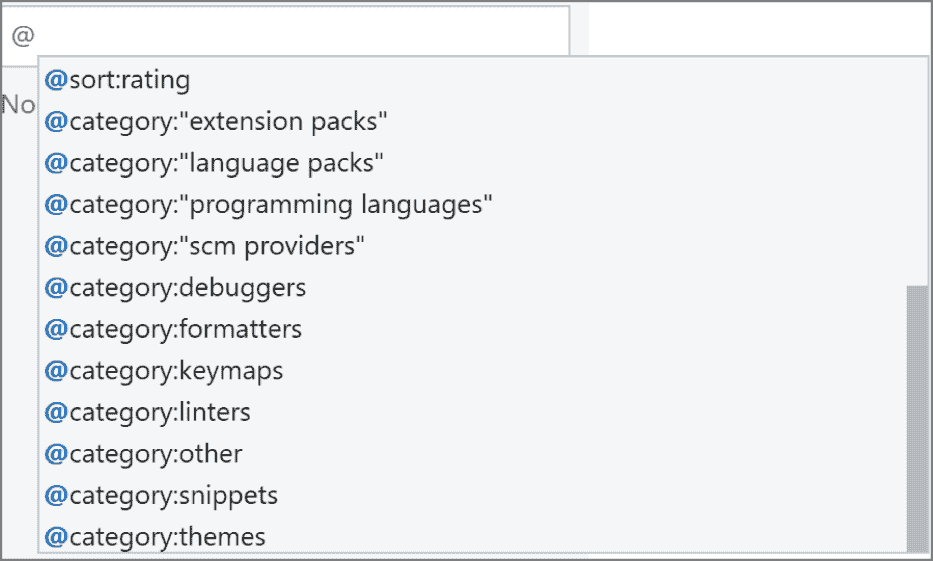 @
No
@sort:rating
@category:"extension packs"
@category:"language packs"
@category:"programming languages"
@category:"scm providers"
@category:debuggers
@category:formatters
@category:keymaps
@category:linters
@category:other
@category:snippets
@category:themes